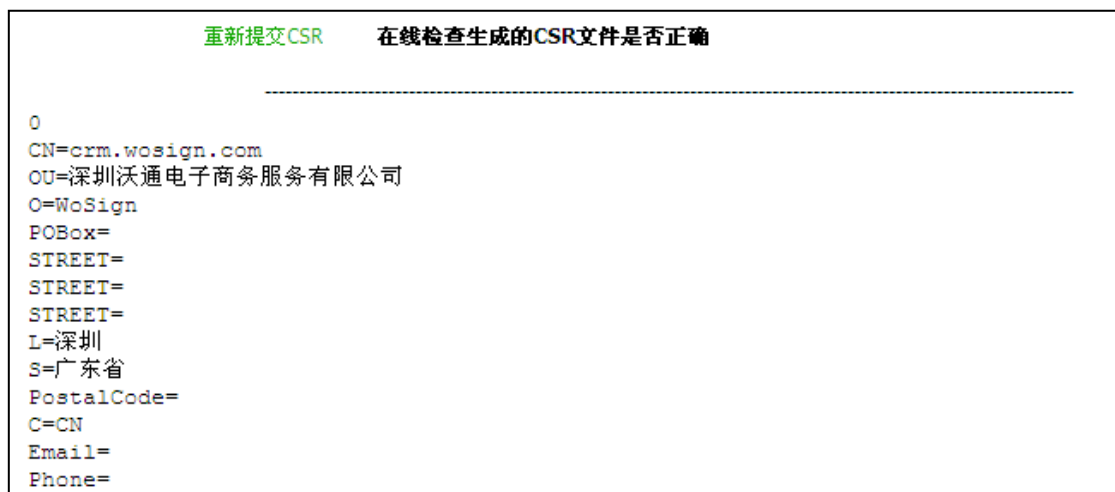 重新提交CSR 在线检查生成的CSR文件是否正确
0
CN=crm.wosign.com
OU=深圳沃通电子商务服务有限公司
O=WoSign
POBox=
STREET=
STREET=
STREET=
L=深圳
S=广东省
PostalCode=
C=CN
Email=
Phone=